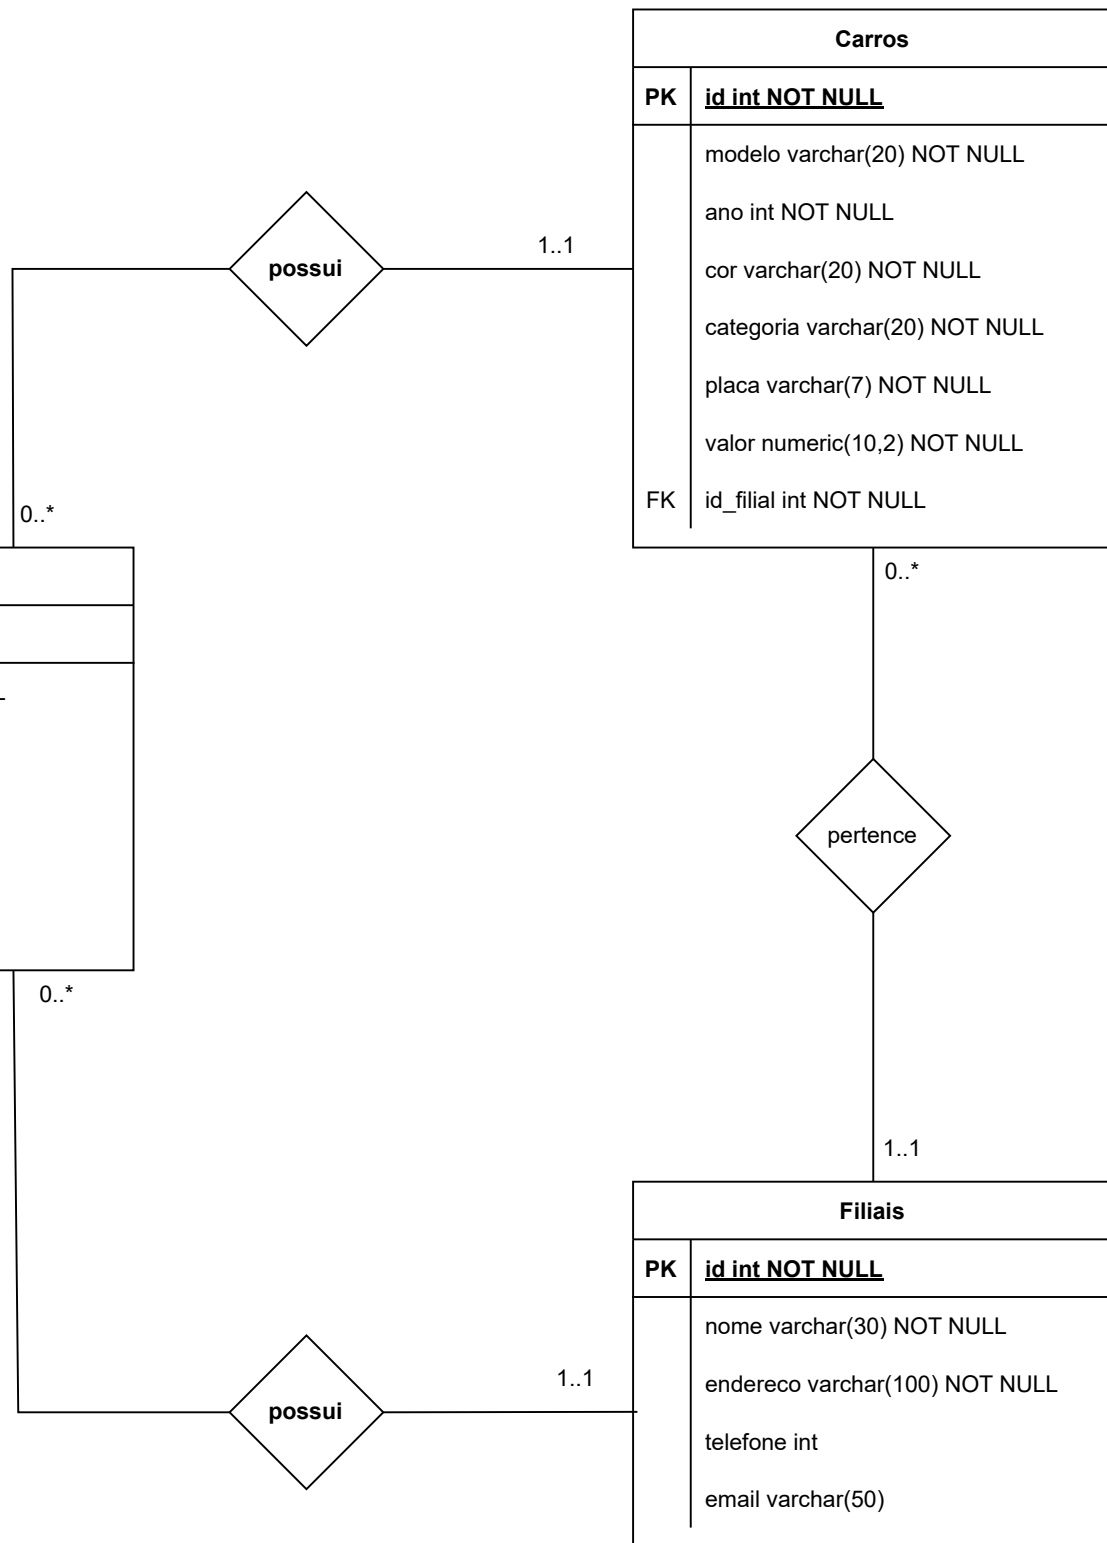 Carros
PK id int NOT NULL
modelo varchar(20) NOT NULL
ano int NOT NULL
cor varchar(20) NOT NULL
categoria varchar(20) NOT NULL
placa varchar(7) NOT NULL
valor numeric(10,2) NOT NULL
FK id_filial int NOT NULL
possui
1..1
0..*
0..*
pertence
0..*
1..1
Filiais
PK id int NOT NULL
nome varchar(30) NOT NULL
endereco varchar(100) NOT NULL
telefone int
email varchar(50)
possui
1..1